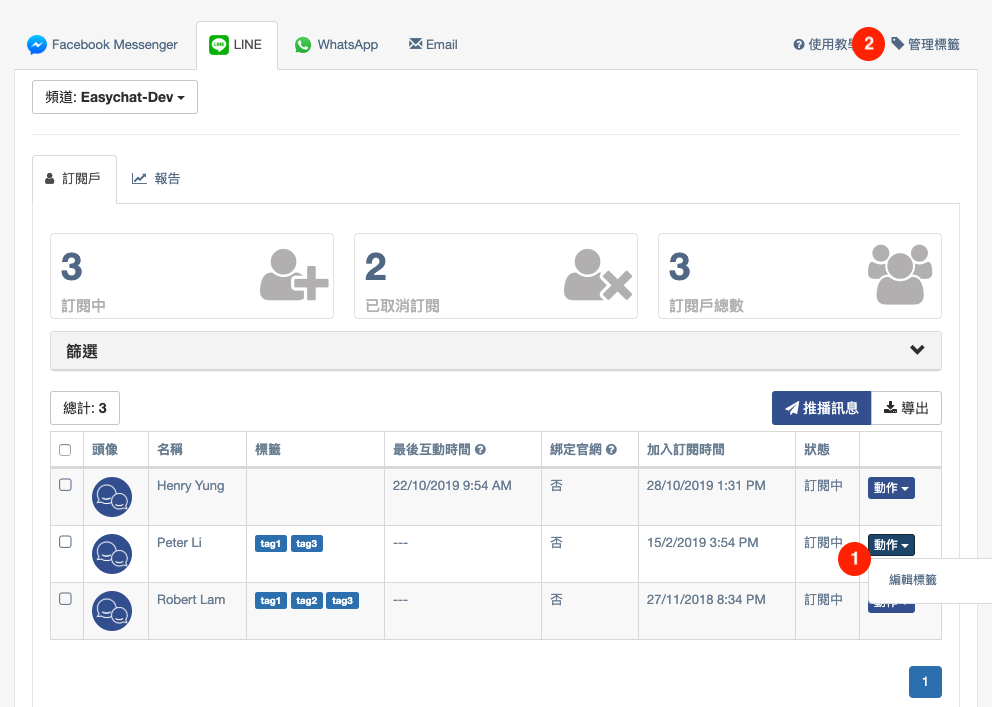 Facebook Messenger LINE WhatsApp Email 使用教 2 管理標籤
頻道: Easychat-Dev
訂閱戶 報告
3 2 3
訂閱中 已取消訂閱 訂閱戶總數
篩選
總計: 3 推播訊息 導出
頭像 名稱 標籤 最後互動時間 綁定官網 加入訂閱時間 狀態
Henry Yung 22/10/2019 9:54 AM 否 28/10/2019 1:31 PM 訂閱中 動作
Peter Li tag1 tag3 --- 否 15/2/2019 3:54 PM 訂閱中 動作
1 編輯標籤
Robert Lam tag1 tag2 tag3 --- 否 27/11/2018 8:34 PM 訂閱中
1